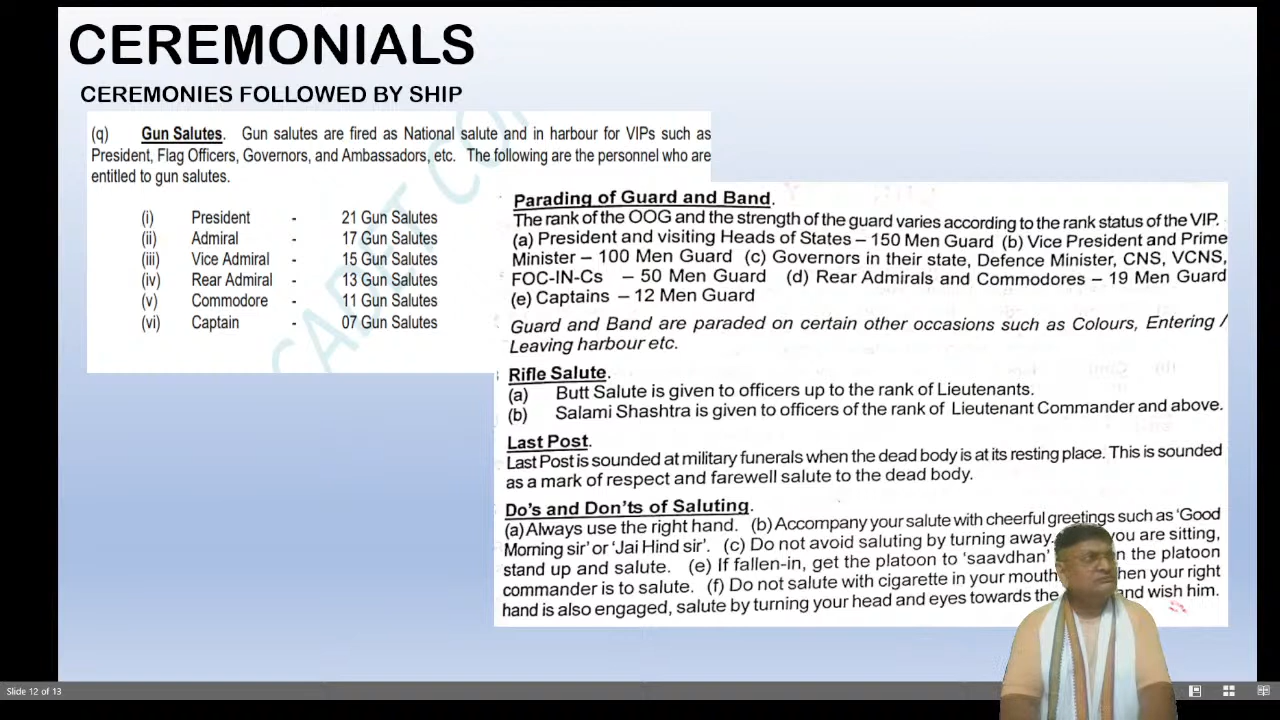 CEREMONIALS
CEREMONIES FOLLOWED BY SHIP
(q) Gun Salutes. Gun salutes are fired as National salute and in harbour for VIPs such as
President, Flag Officers, Governors, and Ambassadors, etc. The following are the personnel who are
entitled to gun salutes.
(i) President - 21 Gun Salutes
(ii) Admiral - 17 Gun Salutes
(iii) Vice Admiral - 15 Gun Salutes
(iv) Rear Admiral - 13 Gun Salutes
(v) Commodore - 11 Gun Salutes
(vi) Captain - 07 Gun Salutes
CADET CO
Parading of Guard and Band.
The rank of the OOG and the strength of the guard varies according to the rank status of the VIP.
(a) President and visiting Heads of States – 150 Men Guard (b) Vice President and Prime
Minister – 100 Men Guard (c) Governors in their state, Defence Minister, CNS, VCNS,
FOC-IN-Cs – 50 Men Guard (d) Rear Admirals and Commodores – 19 Men Guard
(e) Captains – 12 Men Guard
Guard and Band are paraded on certain other occasions such as Colours, Entering /
Leaving harbour etc.
Rifle Salute.
(a) Butt Salute is given to officers up to the rank of Lieutenants.
(b) Salami Shashtra is given to officers of the rank of Lieutenant Commander and above.
Last Post.
Last Post is sounded at military funerals when the dead body is at its resting place. This is sounded
as a mark of respect and farewell salute to the dead body.
Do's and Don'ts of Saluting.
(a) Always use the right hand. (b) Accompany your salute with cheerful greetings such as 'Good
Morning sir' or 'Jai Hind sir'. (c) Do not avoid saluting by turning away. you are sitting,
stand up and salute. (e) If fallen-in, get the platoon to 'saavdhan' the platoon
commander is to salute. (f) Do not salute with cigarette in your mouth your right
hand is also engaged, salute by turning your head and eyes towards the and wish him.
Slide 12 of 13